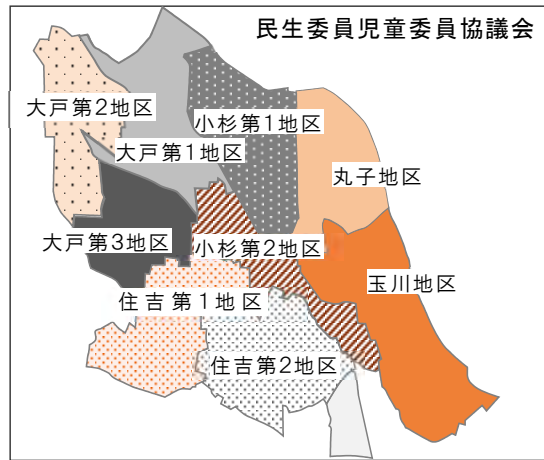 民生委員児童委員協議会
大戸第2地区
小杉第1地区
大戸第1地区
丸子地区
大戸第3地区
小杉第2地区
玉川地区
住吉第1地区
住吉第2地区